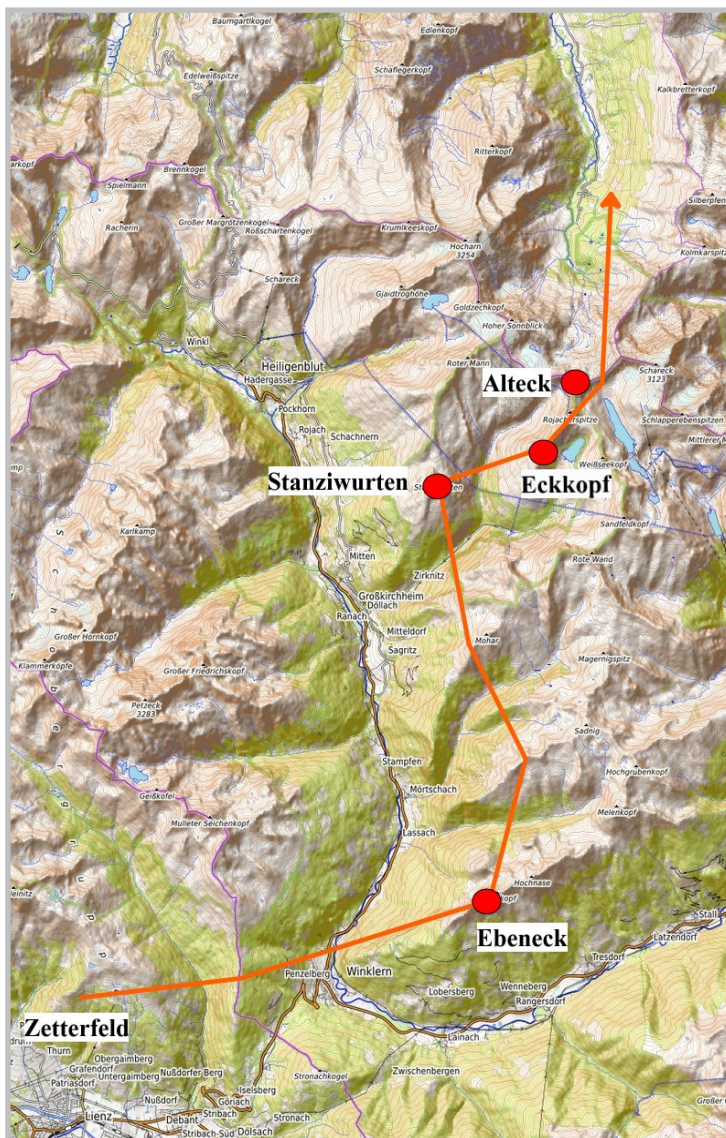 Baumgartlkogel
Edlenkopf
Edelweißspitze
Schaflegerkopf
Kalkbretterkopf
Ritterkopf
Brennkogel
Spielmann
Großer Margrötzenkogel
Racherin
Roßschartenkogel
Krumlkeeskopf
Hocharn
3254
Kolmkarspitz
Schareck
Gjaidtroghöhe
Goldzechkopf
Hoher Sonnblick
Winkl
Heiligenblut
Hadergasse
Roter Mann
Schareck
3123
Alteck
Pockhorn
Rojach
Schachnern
Schlapperebenspitzen
Stanziwurten
Eckkopf
Weißseekopf
Sandfeldkopf
Karlkamp
Mitten
Rote Wand
Zirknitz
Großkirchheim
Döllach
Ranach
Mitteldorf
Sagritz
Mohar
Großer Hornkopf
Klammerköpfe
Großer Friedrichskopf
Magernigspitz
Petzeck
3283
Sadnig
Stampfen
Hochgrubenkopf
Mörtschach
Geißkofel
Mulleter Seichenkopf
Melenkopf
Lassach
Hochnase
Ebeneck
Stall
Latzendorf
Tresdorf
Penzelberg
Winklern
Wenneberg
Lobersberg
Rangersdorf
Zetterfeld
Thurn
Obergaimberg
Grafendorf
Untergaimberg
Patriasdorf
Nußdorfer Berg
Nußdorf
Lainach
Zwischenbergen
Stronachkogel
Iselsberg
Göriach
Stribach
Stronach
Lienz
Debant
Stribach-Süd
Dölsach